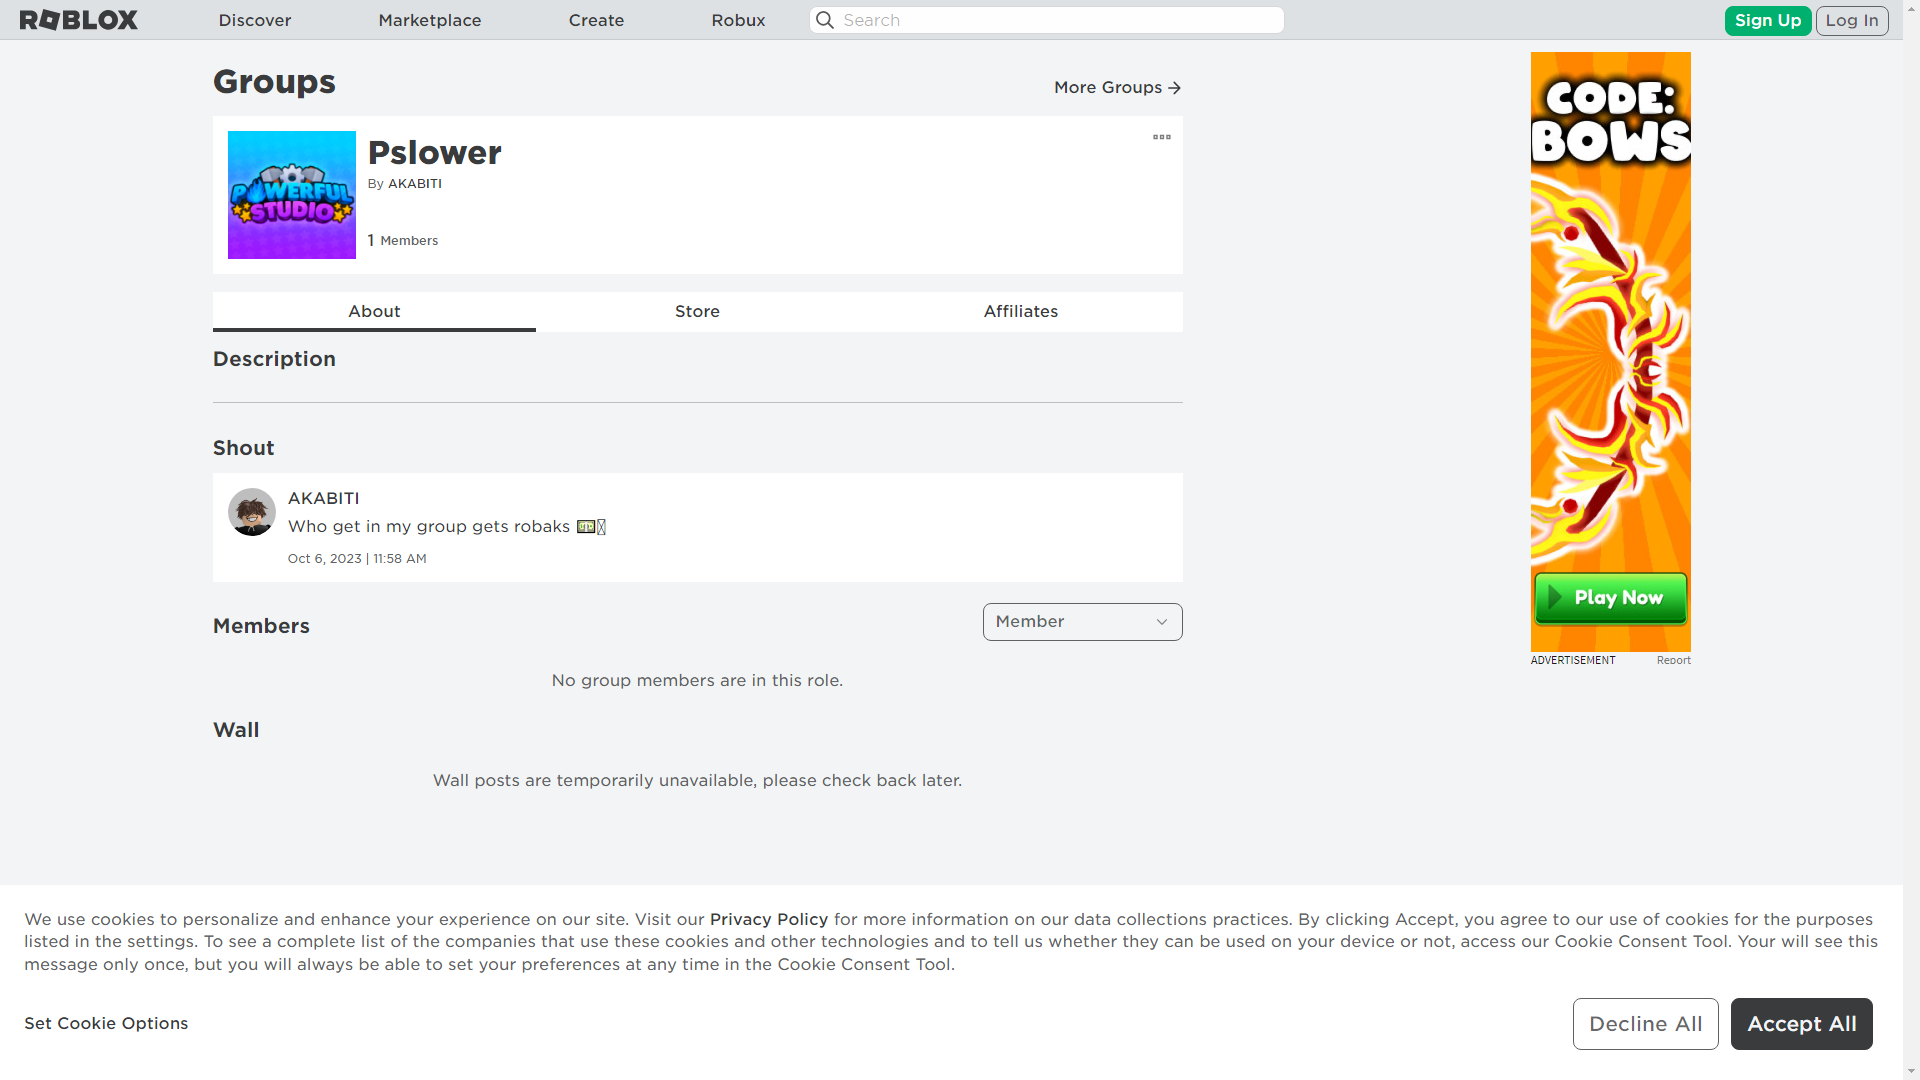 ROBLOX
Discover
Marketplace
Create
Robux
Search
Sign Up
Log In
Groups
More Groups
POWERFUL
STUDIO
Pslower
By AKABITI
1 Members
About
Store
Affiliates
Description
Shout
AKABITI
Who get in my group gets robaks 💵
Oct 6, 2023 | 11:58 AM
Members
Member
No group members are in this role.
Wall
Wall posts are temporarily unavailable, please check back later.
CODE:
BOWS
Play Now
ADVERTISEMENT
Report
We use cookies to personalize and enhance your experience on our site. Visit our Privacy Policy for more information on our data collections practices. By clicking Accept, you agree to our use of cookies for the purposes
listed in the settings. To see a complete list of the companies that use these cookies and other technologies and to tell us whether they can be used on your device or not, access our Cookie Consent Tool. Your will see this
message only once, but you will always be able to set your preferences at any time in the Cookie Consent Tool.
Set Cookie Options
Decline All
Accept All